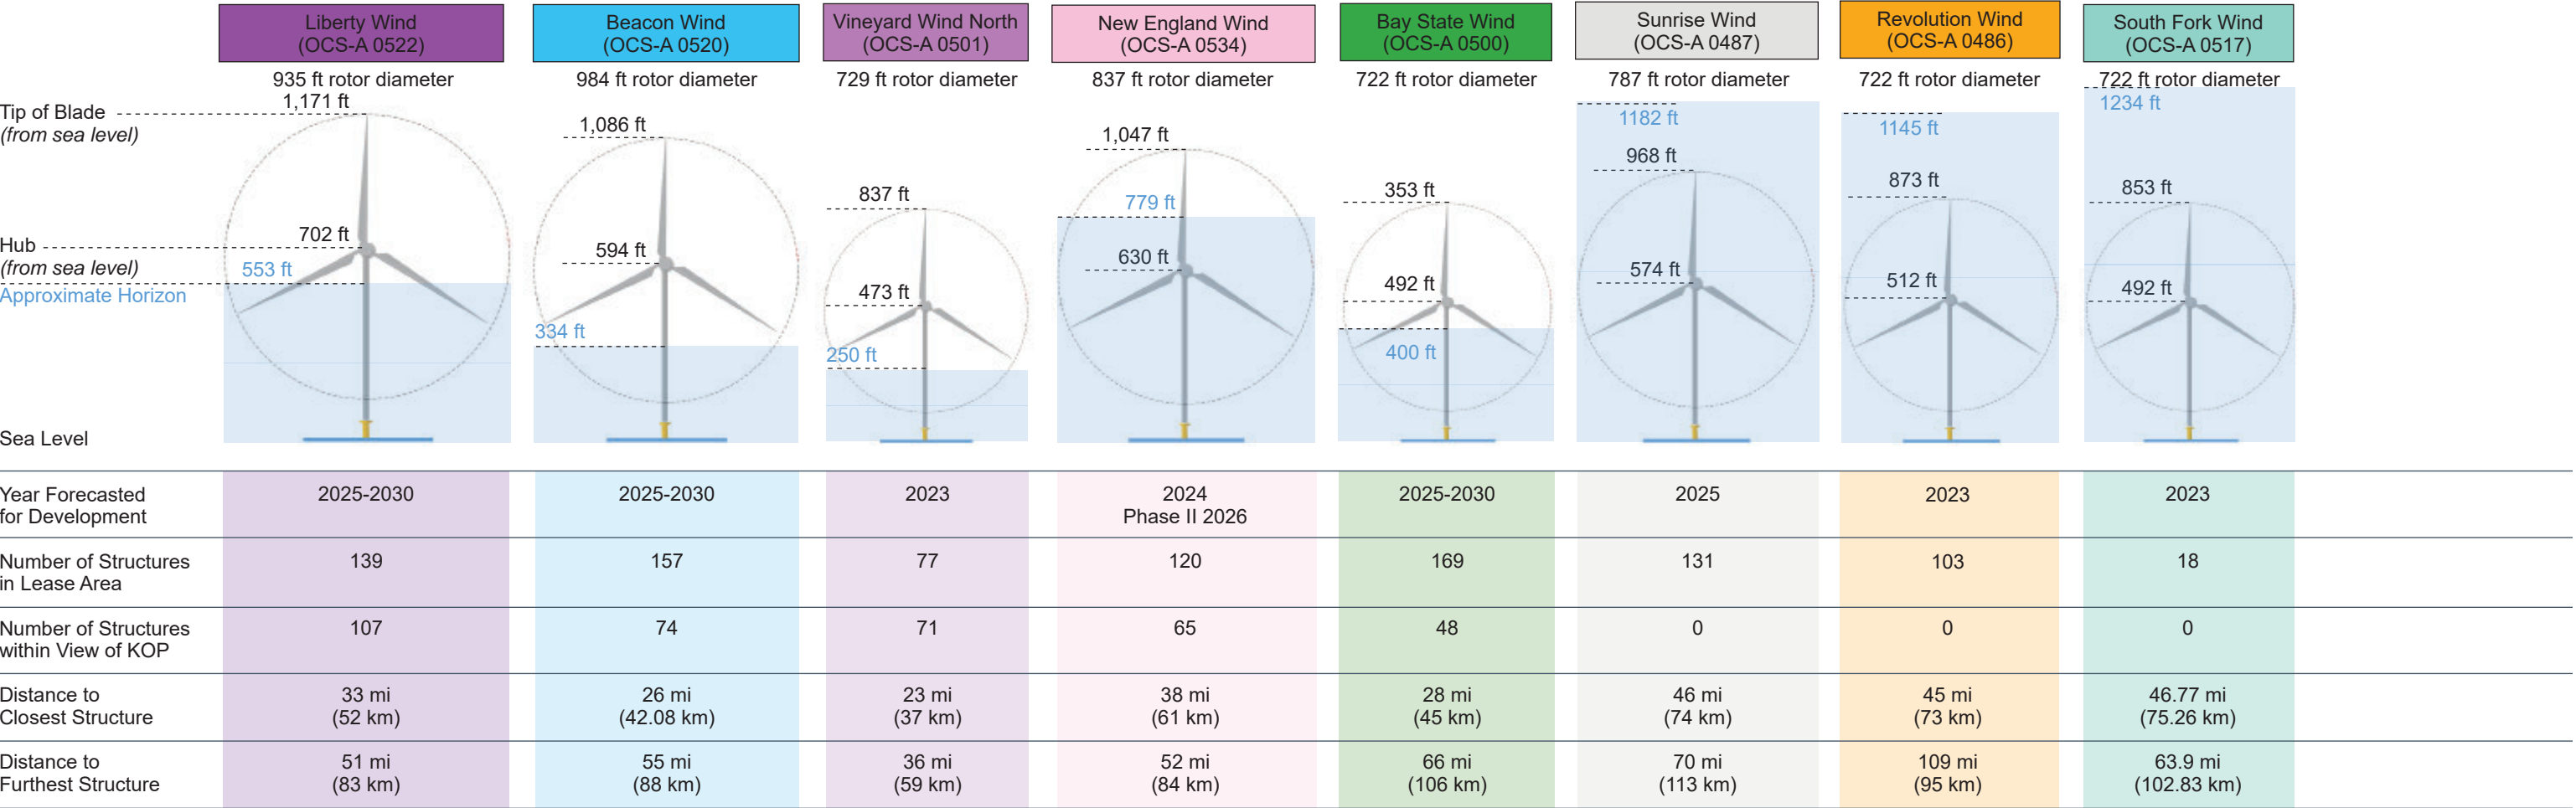 Liberty Wind
(OCS-A 0522)
Beacon Wind
(OCS-A 0520)
Vineyard Wind North
(OCS-A 0501)
New England Wind
(OCS-A 0534)
Bay State Wind
(OCS-A 0500)
Sunrise Wind
(OCS-A 0487)
Revolution Wind
(OCS-A 0486)
South Fork Wind
(OCS-A 0517)
935 ft rotor diameter
984 ft rotor diameter
729 ft rotor diameter
837 ft rotor diameter
722 ft rotor diameter
787 ft rotor diameter
722 ft rotor diameter
722 ft rotor diameter
Tip of Blade
(from sea level)
Hub
(from sea level)
Approximate Horizon
Sea Level
1,171 ft
702 ft
553 ft
1,086 ft
594 ft
334 ft
837 ft
473 ft
250 ft
1,047 ft
779 ft
630 ft
353 ft
492 ft
400 ft
1182 ft
968 ft
574 ft
1145 ft
873 ft
512 ft
1234 ft
853 ft
492 ft
Year Forecasted
for Development
2025-2030
2025-2030
2023
2024
Phase II 2026
2025-2030
2025
2023
2023
Number of Structures
in Lease Area
139
157
77
120
169
131
103
18
Number of Structures
within View of KOP
107
74
71
65
48
0
0
0
Distance to
Closest Structure
33 mi
(52 km)
26 mi
(42.08 km)
23 mi
(37 km)
38 mi
(61 km)
28 mi
(45 km)
46 mi
(74 km)
45 mi
(73 km)
46.77 mi
(75.26 km)
Distance to
Furthest Structure
51 mi
(83 km)
55 mi
(88 km)
36 mi
(59 km)
52 mi
(84 km)
66 mi
(106 km)
70 mi
(113 km)
109 mi
(95 km)
63.9 mi
(102.83 km)